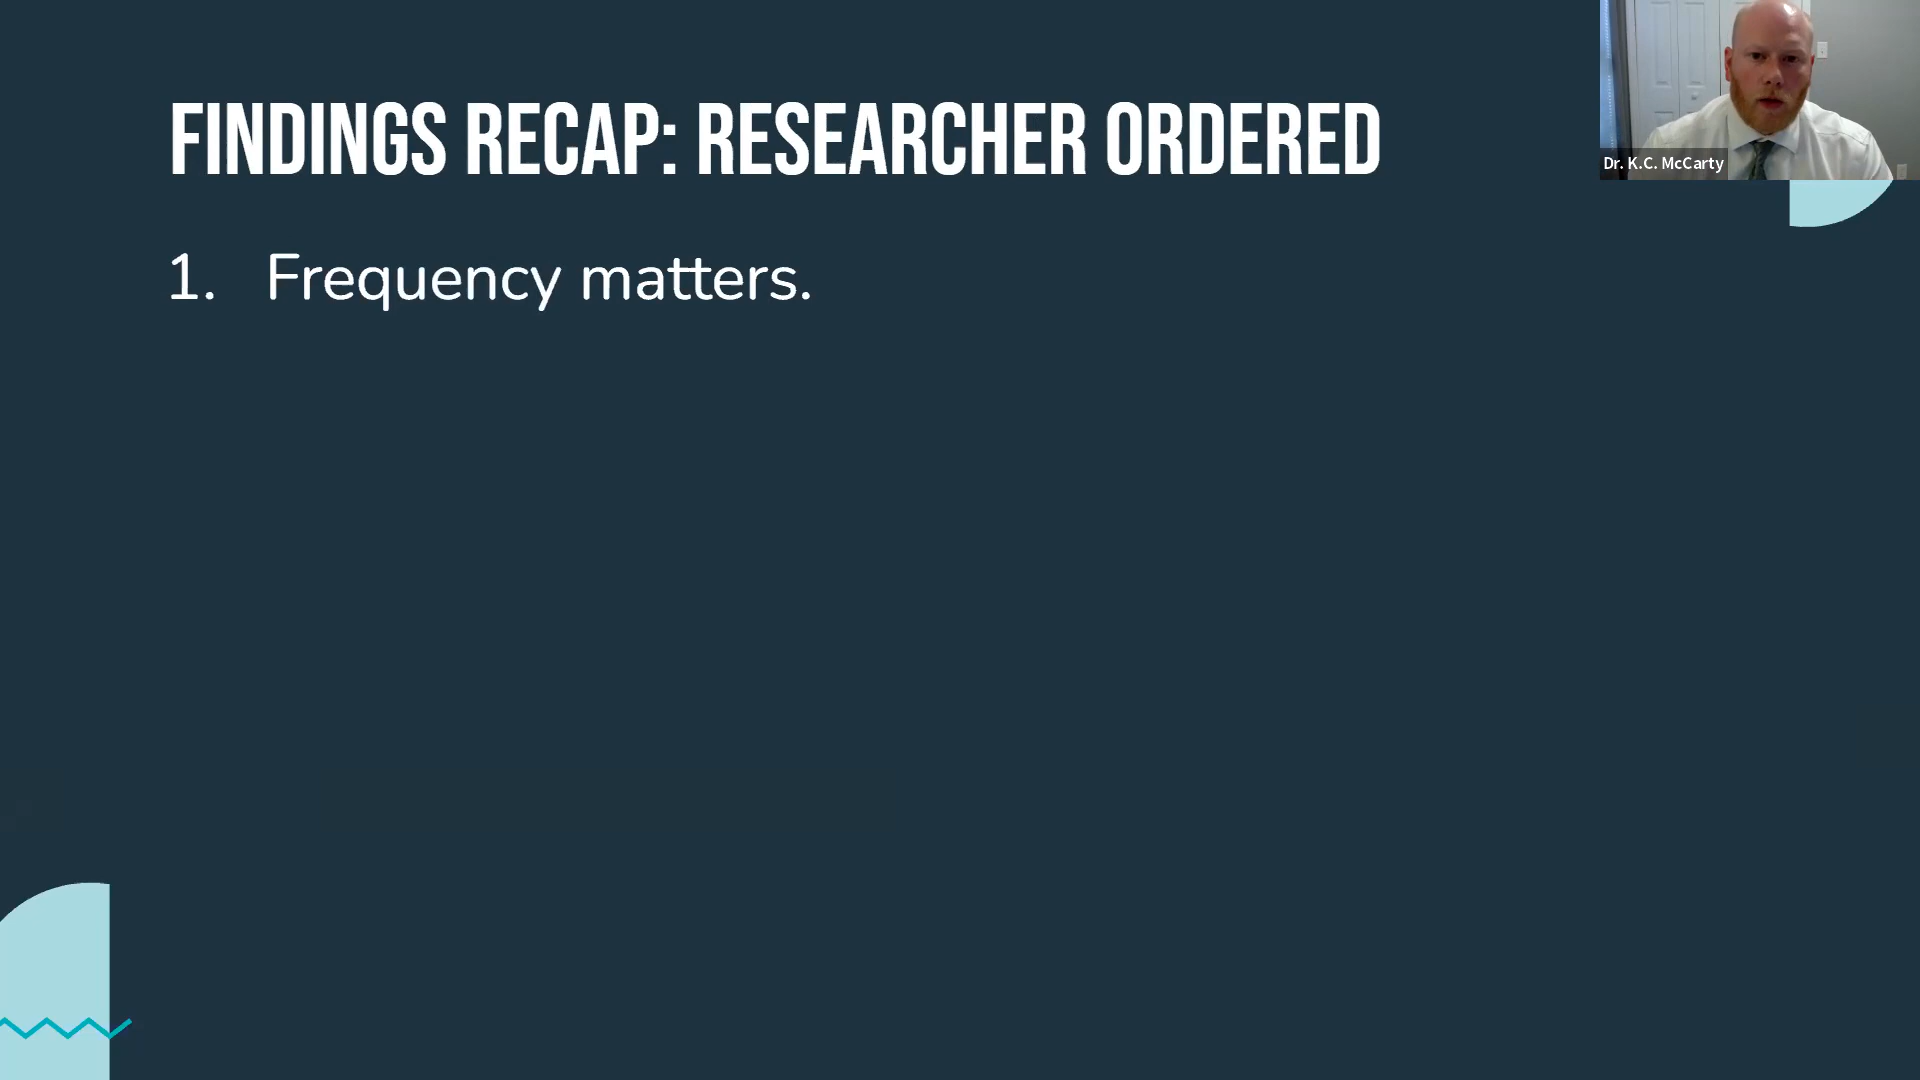 FINDINGS RECAP: RESEARCHER ORDERED
1. Frequency matters.
Dr. K.C. McCarty